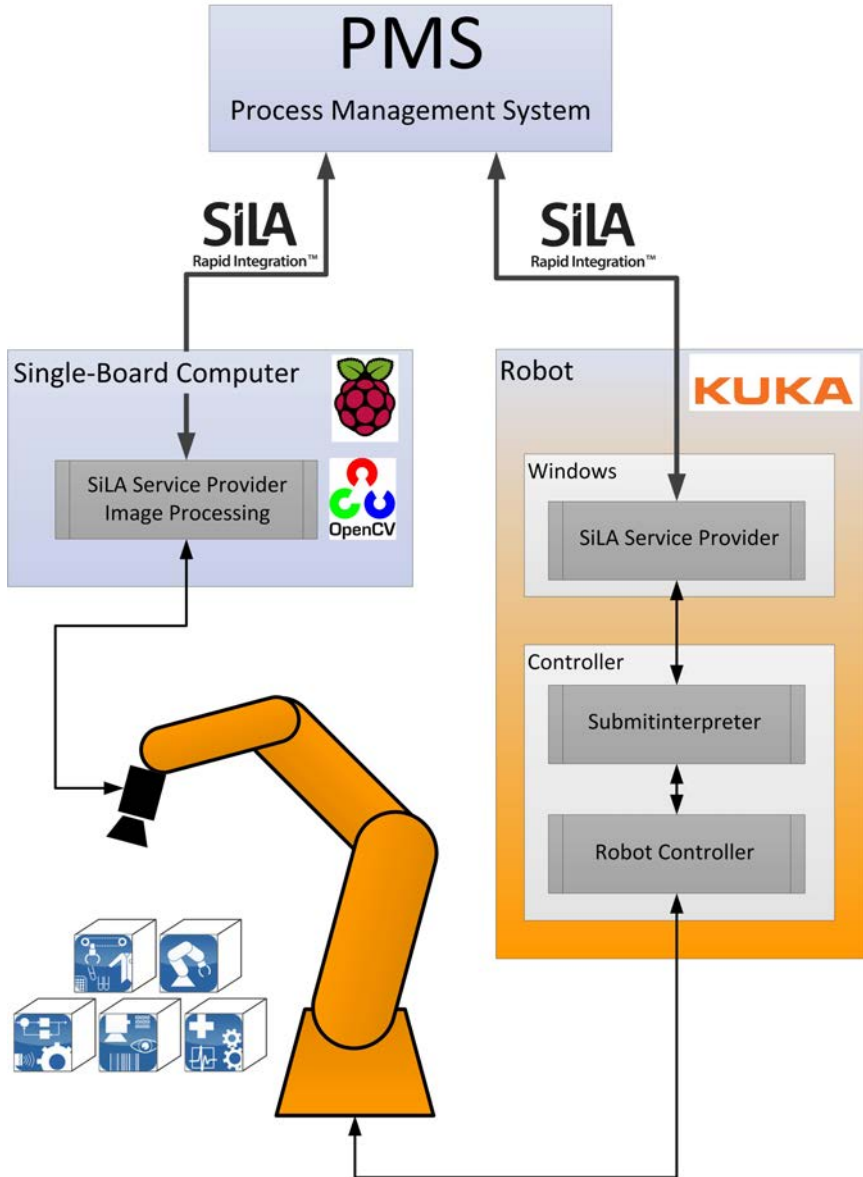 PMS
Process Management System
SiLA
Rapid Integration™
SiLA
Rapid Integration™
Single-Board Computer
SiLA Service Provider
Image Processing
OpenCV
Robot
KUKA
Windows
SiLA Service Provider
Controller
Submitinterpreter
Robot Controller